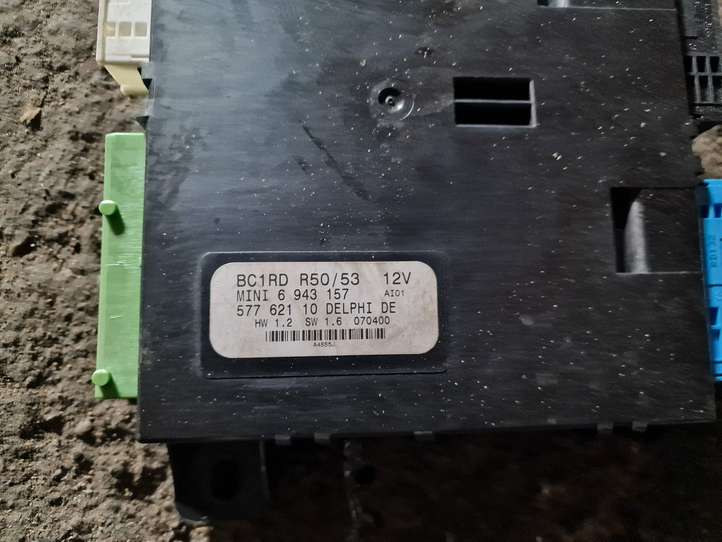 BC1RD R50/53 12V
MINI 6 943 157 AI01
577 621 10 DELPHI DE
HW 1.2 SW 1.6 070400